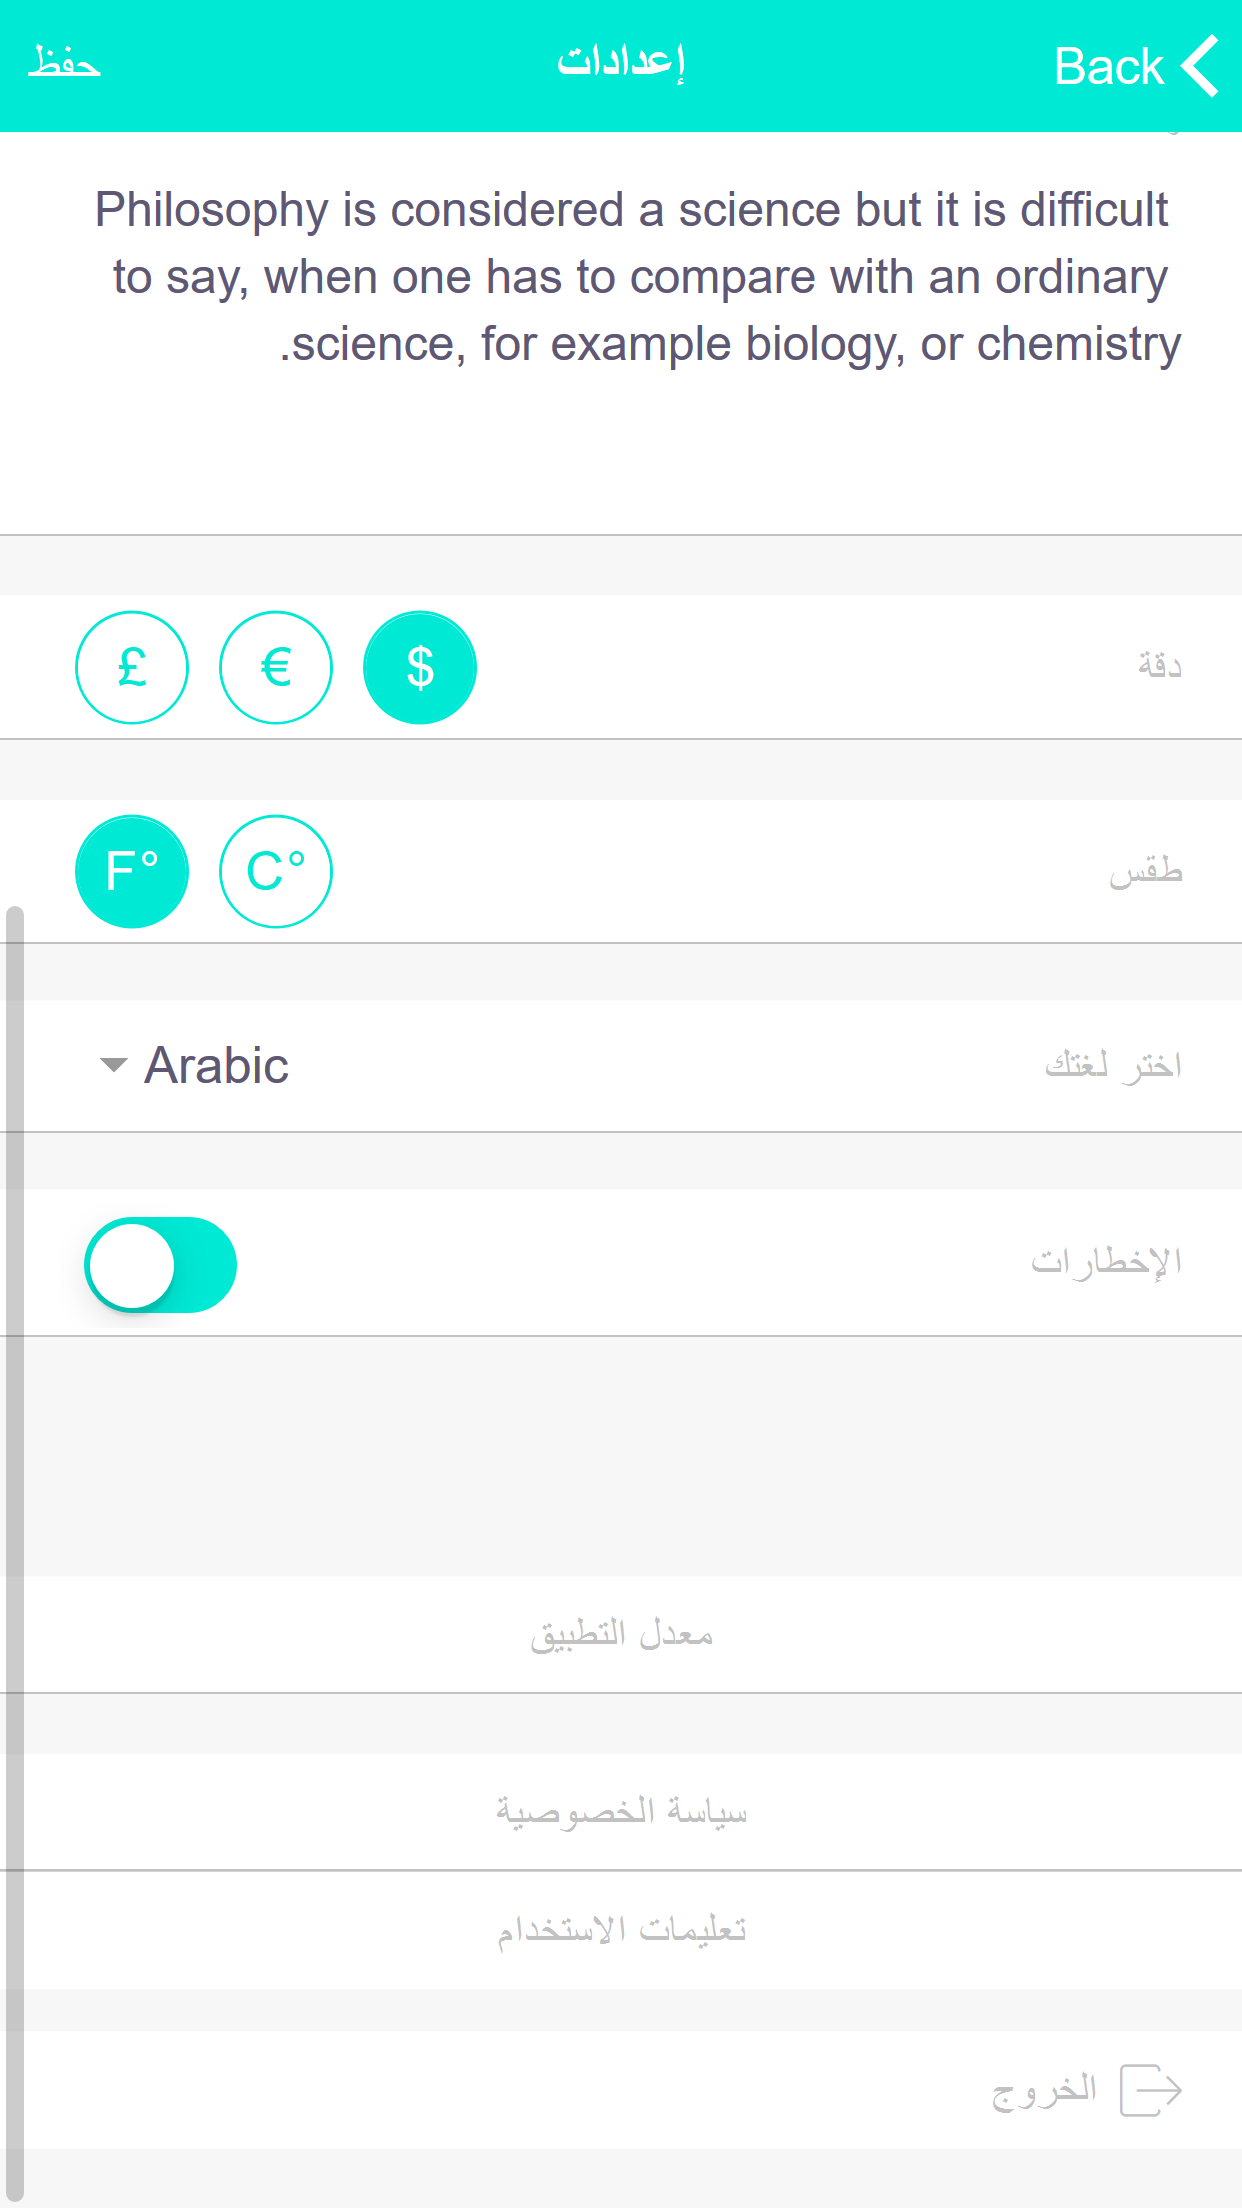 Back
إعدادات
حفظ
Philosophy is considered a science but it is difficult
to say, when one has to compare with an ordinary
science, for example biology, or chemistry.
دقة
$ € £
طقس
C° F°
اختر لغتك
Arabic
الإخطارات
معدل التطبيق
سياسة الخصوصية
تعليمات الاستخدام
الخروج